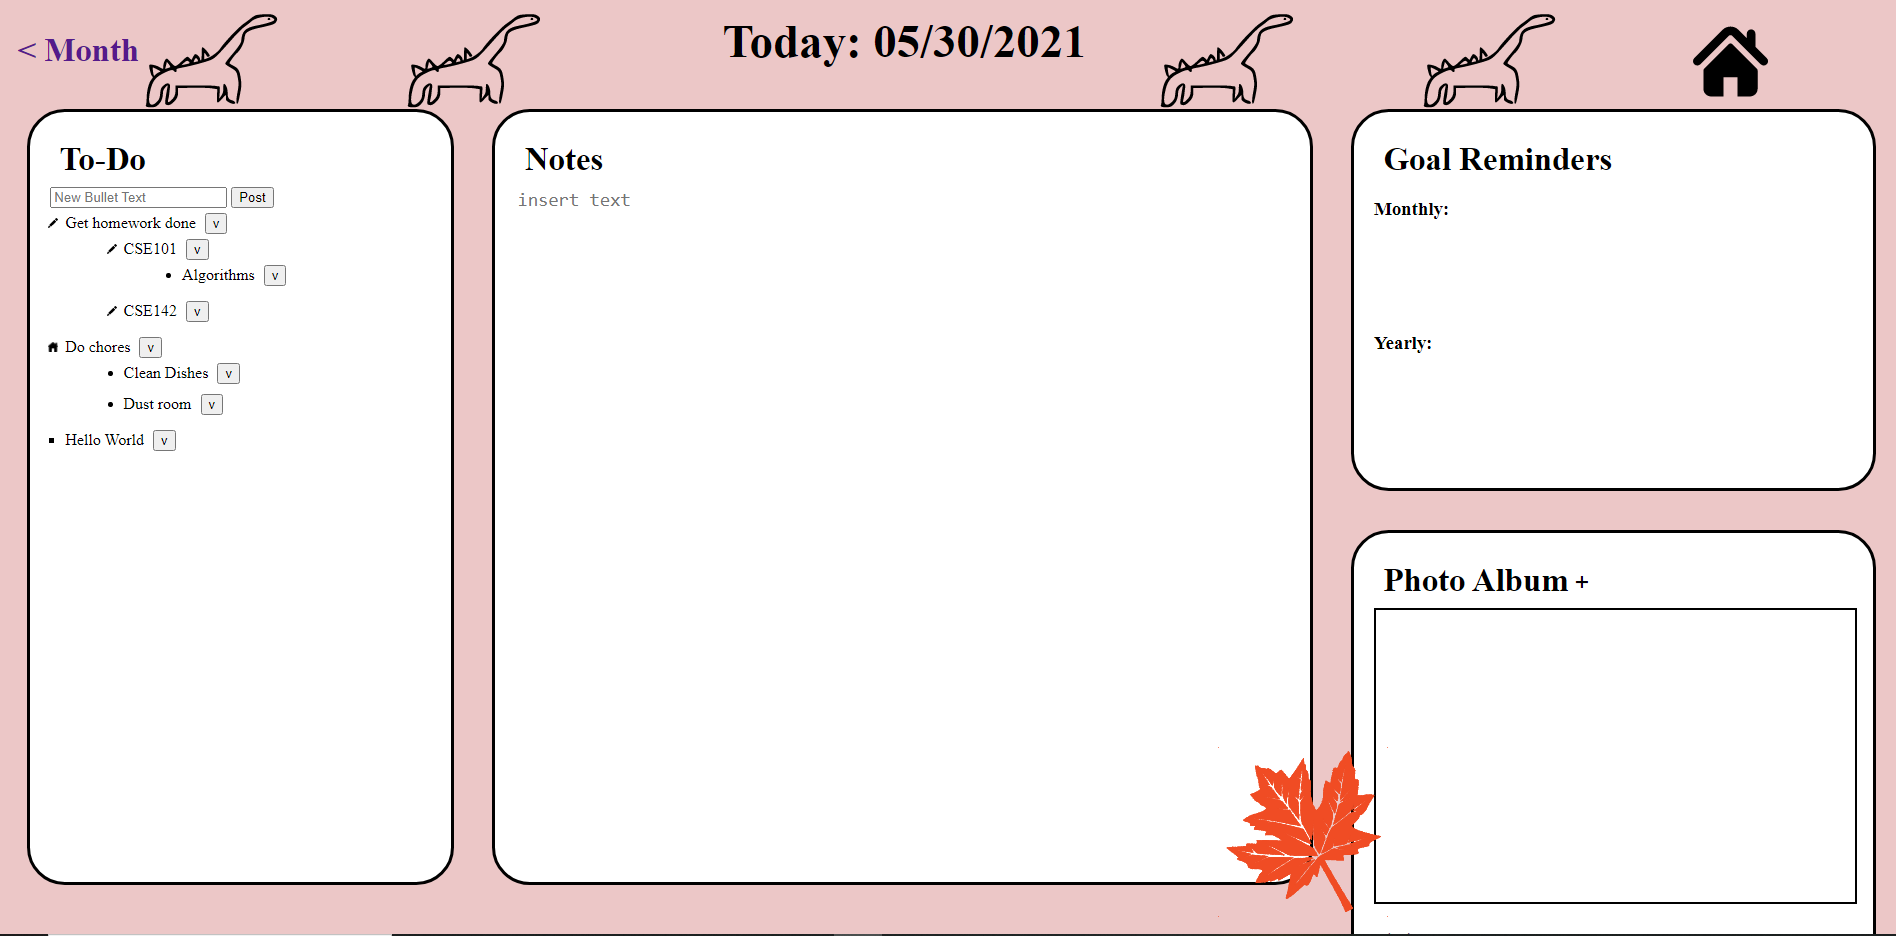 < Month
Today: 05/30/2021
To-Do
New Bullet Text Post
Get homework done v
CSE101 v
Algorithms v
CSE142 v
Do chores v
Clean Dishes v
Dust room v
Hello World v
Notes
insert text
Goal Reminders
Monthly:
Yearly:
Photo Album +